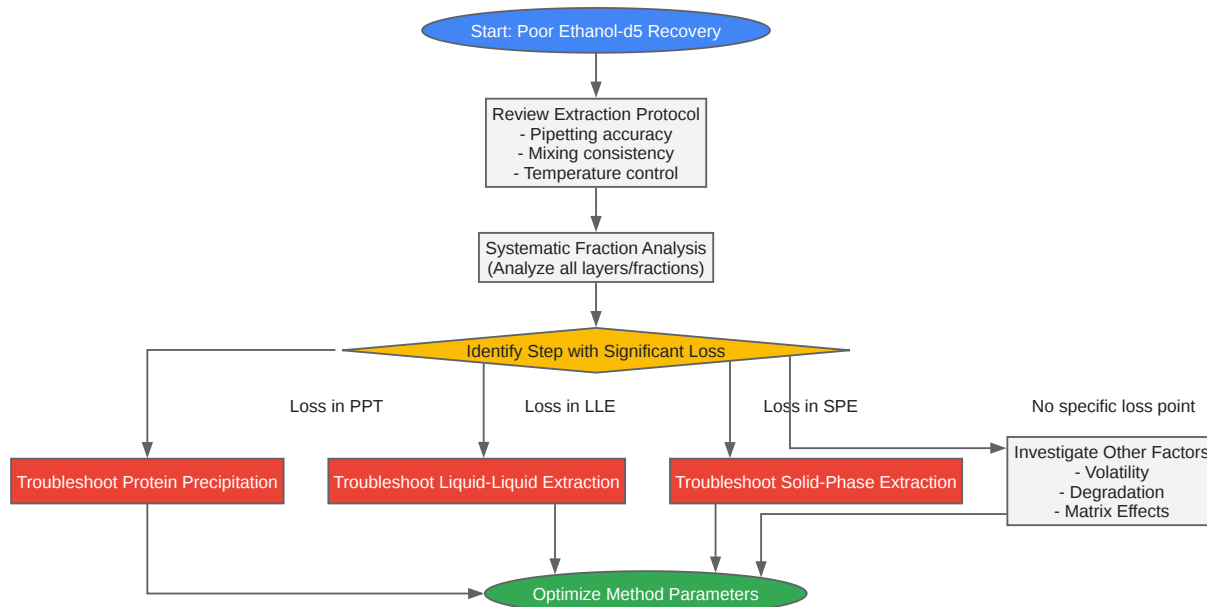 Start: Poor Ethanol-d5 Recovery
Review Extraction Protocol
- Pipetting accuracy
- Mixing consistency
- Temperature control
Systematic Fraction Analysis
(Analyze all layers/fractions)
Identify Step with Significant Loss
Loss in PPT
Loss in LLE
Loss in SPE
No specific loss point
Troubleshoot Protein Precipitation
Troubleshoot Liquid-Liquid Extraction
Troubleshoot Solid-Phase Extraction
Investigate Other Factors
- Volatility
- Degradation
- Matrix Effects
Optimize Method Parameters